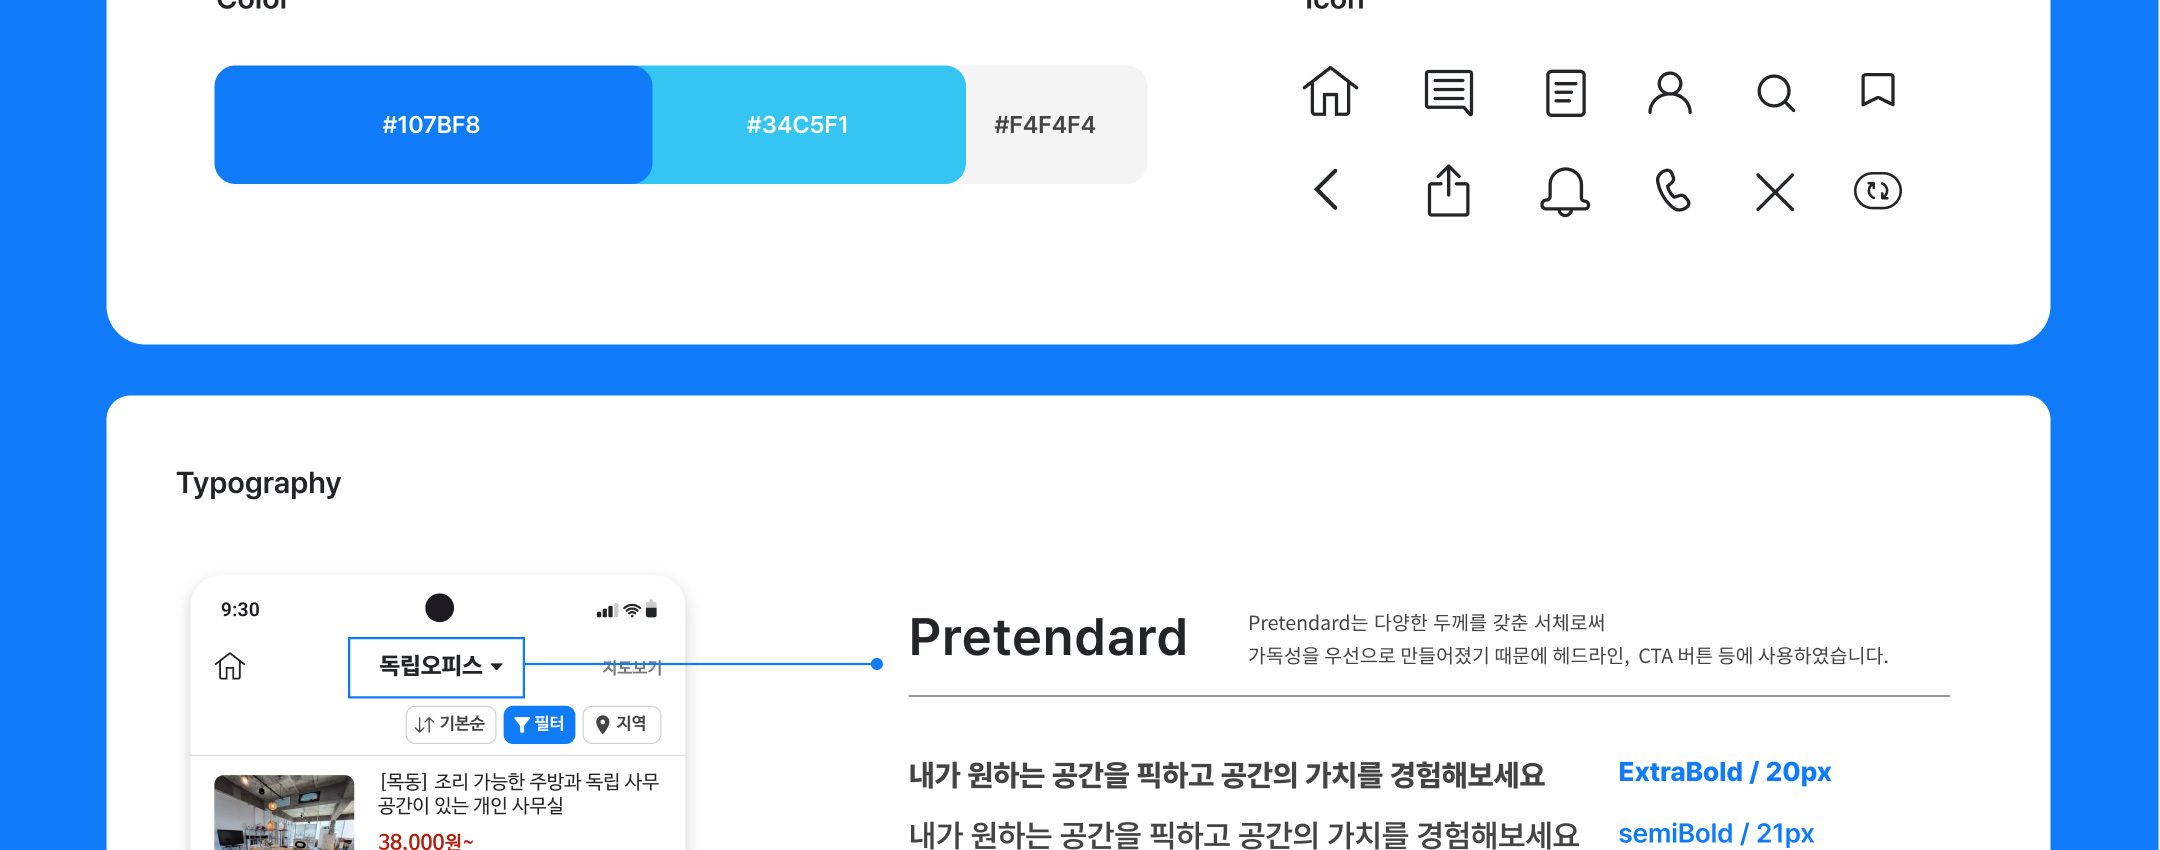 Color
Icon
#107BF8
#34C5F1
#F4F4F4
Typography
9:30
독립오피스
지도보기
기본순
필터
지역
[목동] 조리 가능한 주방과 독립 사무
공간이 있는 개인 사무실
38,000원~
Pretendard
Pretendard는 다양한 두께를 갖춘 서체로써
가독성을 우선으로 만들어졌기 때문에 헤드라인, CTA 버튼 등에 사용하였습니다.
내가 원하는 공간을 픽하고 공간의 가치를 경험해보세요
ExtraBold / 20px
내가 원하는 공간을 픽하고 공간의 가치를 경험해보세요
semiBold / 21px